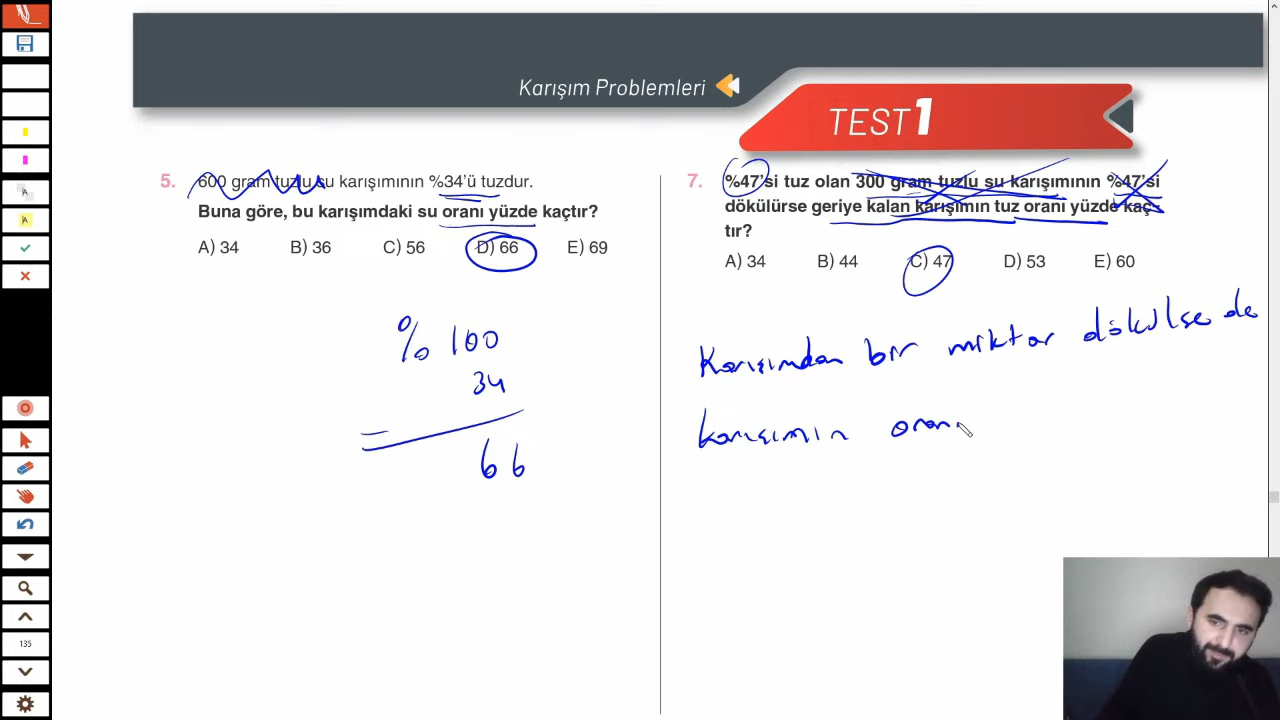 Karışım Problemleri
TEST 1
5. 600 gram tuzlu su karışımının %34'ü tuzdur.
Buna göre, bu karışımdaki su oranı yüzde kaçtır?
A) 34 B) 36 C) 56 D) 66 E) 69
% 100
34
66
7. %47'si tuz olan 300 gram tuzlu su karışımının %47'si
dökülürse geriye kalan karışımın tuz oranı yüzde kaç-
tır?
A) 34 B) 44 C) 47 D) 53 E) 60
Karışımdan bir miktar dökülse de
karışımın oranı
135